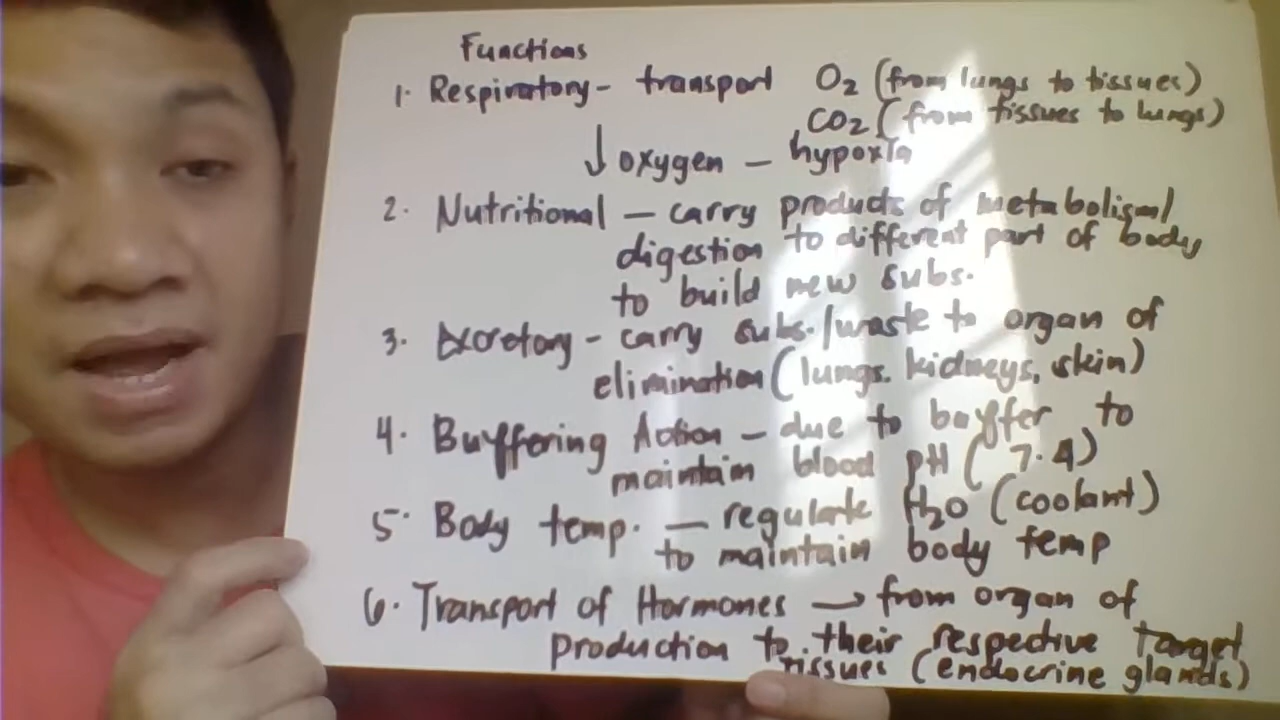 Functions
1. Respiratory - transport O2 (from lungs to tissues)
CO2 (from tissues to lungs)
↓ oxygen - hypoxia
2. Nutritional - carry products of metabolism/
digestion to different part of body
to build new subs.
3. Excretory - carry subs./waste to organ of
elimination (lungs, kidneys, skin)
4. Buffering Action - due to buffer to
maintain blood pH (7.4)
5. Body temp. - regulate H2O (coolant)
to maintain body temp
6. Transport of Hormones → from organ of
production to their respective target
tissues (endocrine glands)